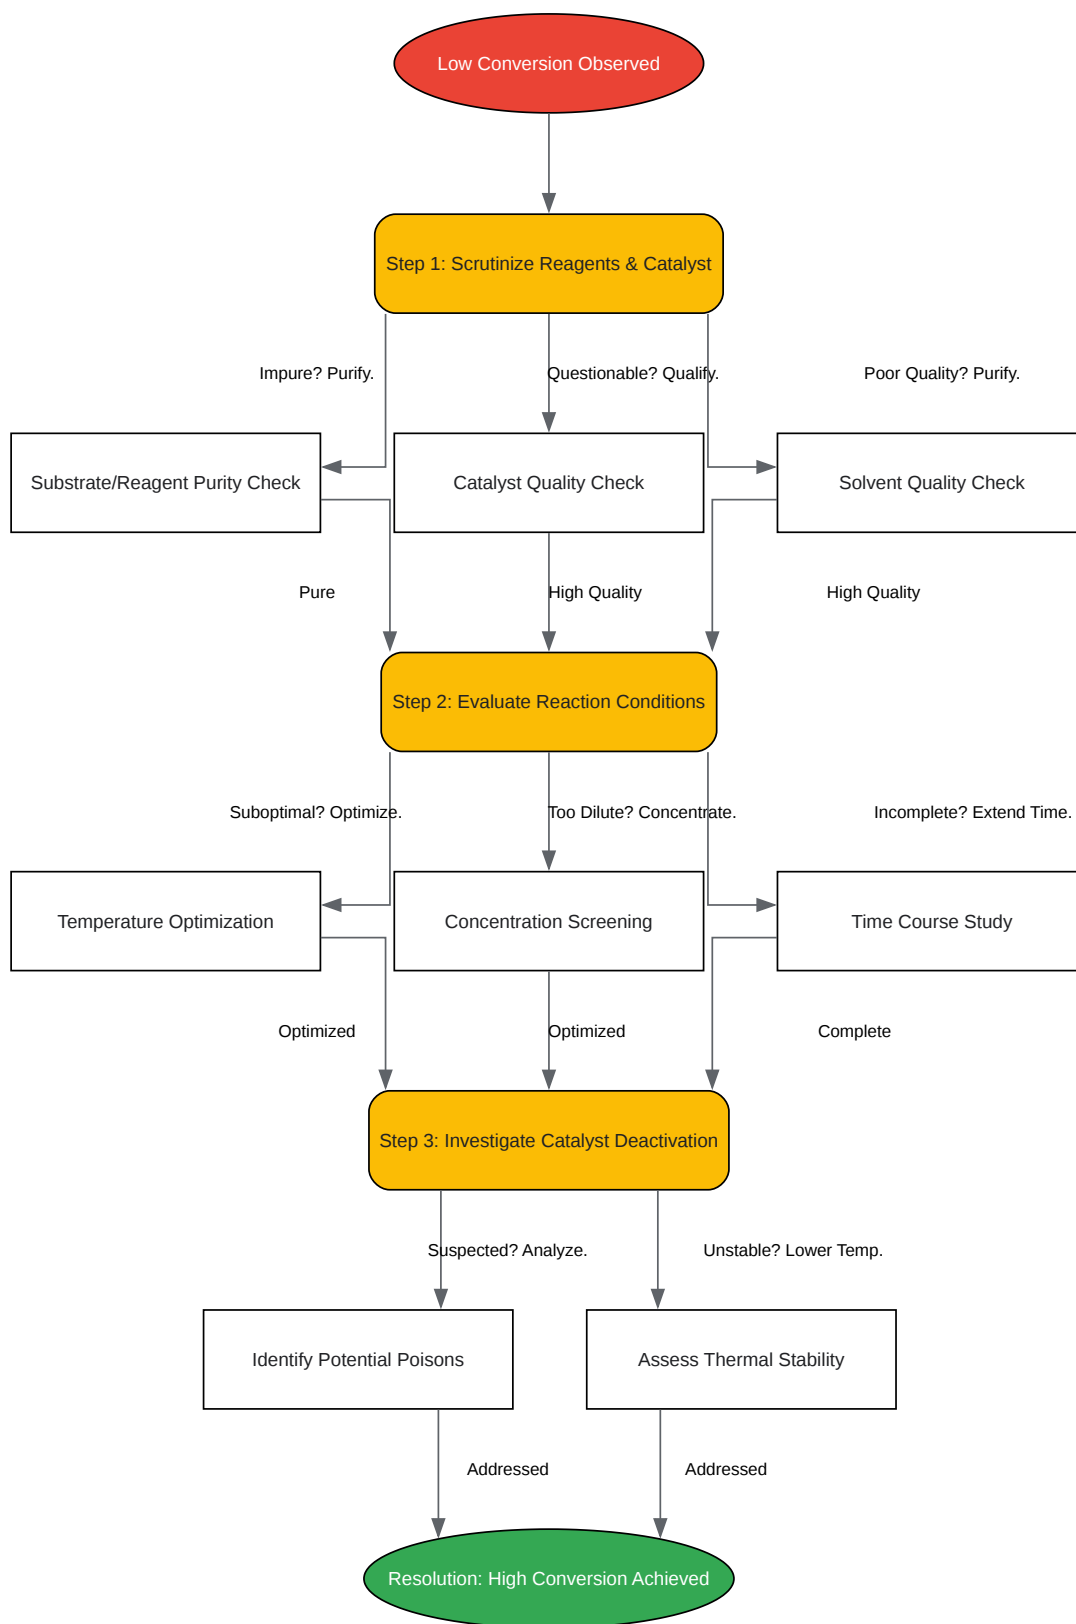 Low Conversion Observed
Step 1: Scrutinize Reagents & Catalyst
Impure? Purify.
Questionable? Qualify.
Poor Quality? Purify.
Substrate/Reagent Purity Check
Catalyst Quality Check
Solvent Quality Check
Pure
High Quality
High Quality
Step 2: Evaluate Reaction Conditions
Suboptimal? Optimize.
Too Dilute? Concentrate.
Incomplete? Extend Time.
Temperature Optimization
Concentration Screening
Time Course Study
Optimized
Optimized
Complete
Step 3: Investigate Catalyst Deactivation
Suspected? Analyze.
Unstable? Lower Temp.
Identify Potential Poisons
Assess Thermal Stability
Addressed
Addressed
Resolution: High Conversion Achieved